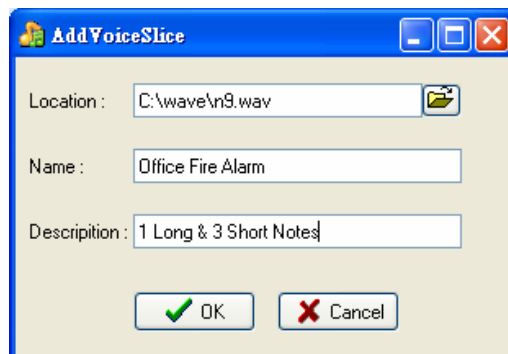 AddVoiceSlice
Location : C:\wave\n9.wav
Name : Office Fire Alarm
Descripition : 1 Long & 3 Short Notes
OK Cancel